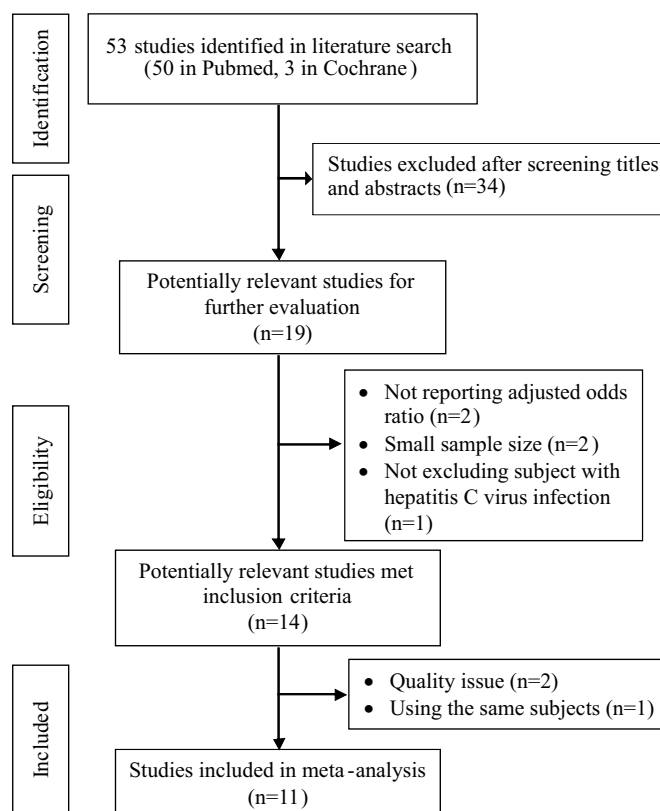 Identification
53 studies identified in literature search
(50 in Pubmed, 3 in Cochrane)
Studies excluded after screening titles
and abstracts (n=34)
Screening
Potentially relevant studies for
further evaluation
(n=19)
Eligibility
• Not reporting adjusted odds
ratio (n=2)
• Small sample size (n=2)
• Not excluding subject with
hepatitis C virus infection
(n=1)
Potentially relevant studies met
inclusion criteria
(n=14)
Included
• Quality issue (n=2)
• Using the same subjects (n=1)
Studies included in meta-analysis
(n=11)